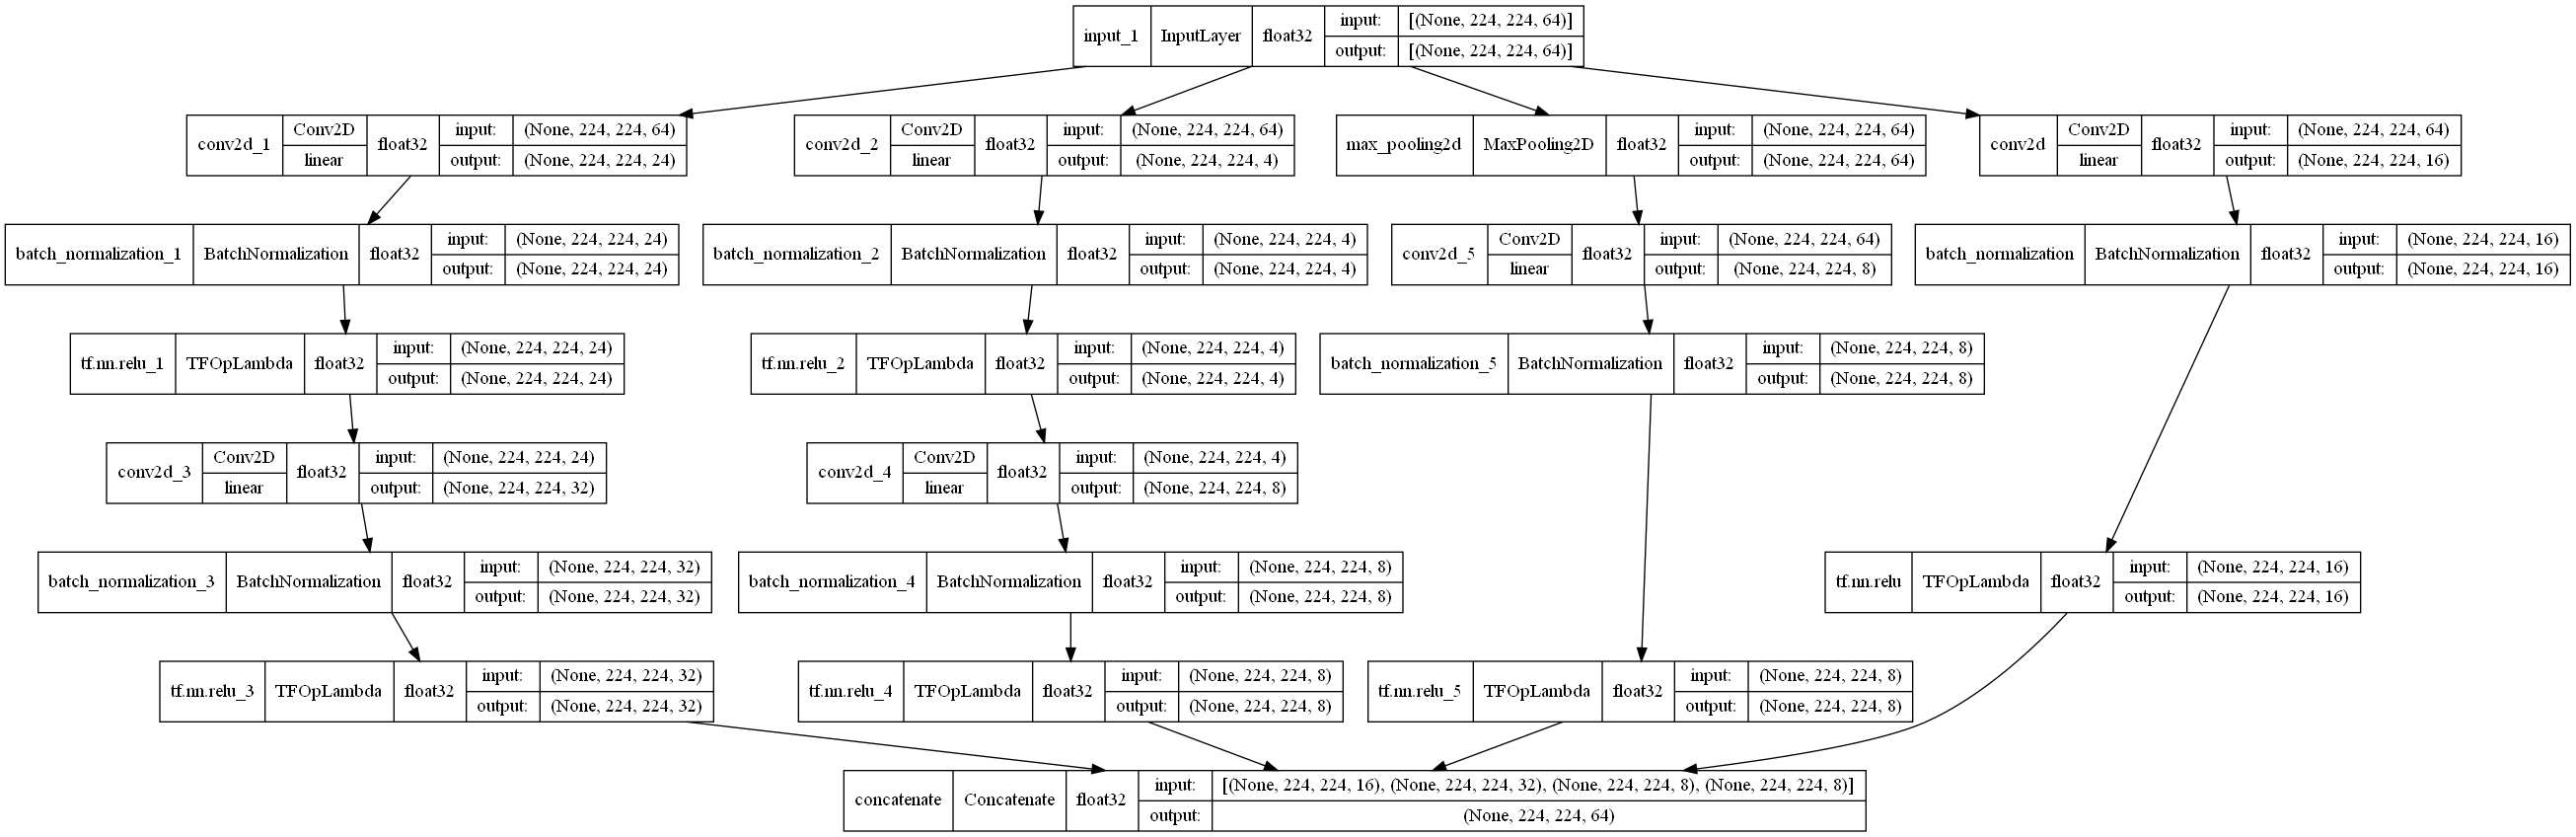 input_1 InputLayer float32 input: [(None, 224, 224, 64)]
output: [(None, 224, 224, 64)]
conv2d_1 Conv2D linear float32 input: (None, 224, 224, 64)
output: (None, 224, 224, 24)
conv2d_2 Conv2D linear float32 input: (None, 224, 224, 64)
output: (None, 224, 224, 4)
max_pooling2d MaxPooling2D float32 input: (None, 224, 224, 64)
output: (None, 224, 224, 64)
conv2d Conv2D linear float32 input: (None, 224, 224, 64)
output: (None, 224, 224, 16)
batch_normalization_1 BatchNormalization float32 input: (None, 224, 224, 24)
output: (None, 224, 224, 24)
batch_normalization_2 BatchNormalization float32 input: (None, 224, 224, 4)
output: (None, 224, 224, 4)
conv2d_5 Conv2D linear float32 input: (None, 224, 224, 64)
output: (None, 224, 224, 8)
batch_normalization BatchNormalization float32 input: (None, 224, 224, 16)
output: (None, 224, 224, 16)
tf.nn.relu_1 TFOpLambda float32 input: (None, 224, 224, 24)
output: (None, 224, 224, 24)
tf.nn.relu_2 TFOpLambda float32 input: (None, 224, 224, 4)
output: (None, 224, 224, 4)
batch_normalization_5 BatchNormalization float32 input: (None, 224, 224, 8)
output: (None, 224, 224, 8)
conv2d_3 Conv2D linear float32 input: (None, 224, 224, 24)
output: (None, 224, 224, 32)
conv2d_4 Conv2D linear float32 input: (None, 224, 224, 4)
output: (None, 224, 224, 8)
batch_normalization_3 BatchNormalization float32 input: (None, 224, 224, 32)
output: (None, 224, 224, 32)
batch_normalization_4 BatchNormalization float32 input: (None, 224, 224, 8)
output: (None, 224, 224, 8)
tf.nn.relu TFOpLambda float32 input: (None, 224, 224, 16)
output: (None, 224, 224, 16)
tf.nn.relu_3 TFOpLambda float32 input: (None, 224, 224, 32)
output: (None, 224, 224, 32)
tf.nn.relu_4 TFOpLambda float32 input: (None, 224, 224, 8)
output: (None, 224, 224, 8)
tf.nn.relu_5 TFOpLambda float32 input: (None, 224, 224, 8)
output: (None, 224, 224, 8)
concatenate Concatenate float32 input: [(None, 224, 224, 16), (None, 224, 224, 32), (None, 224, 224, 8), (None, 224, 224, 8)]
output: (None, 224, 224, 64)